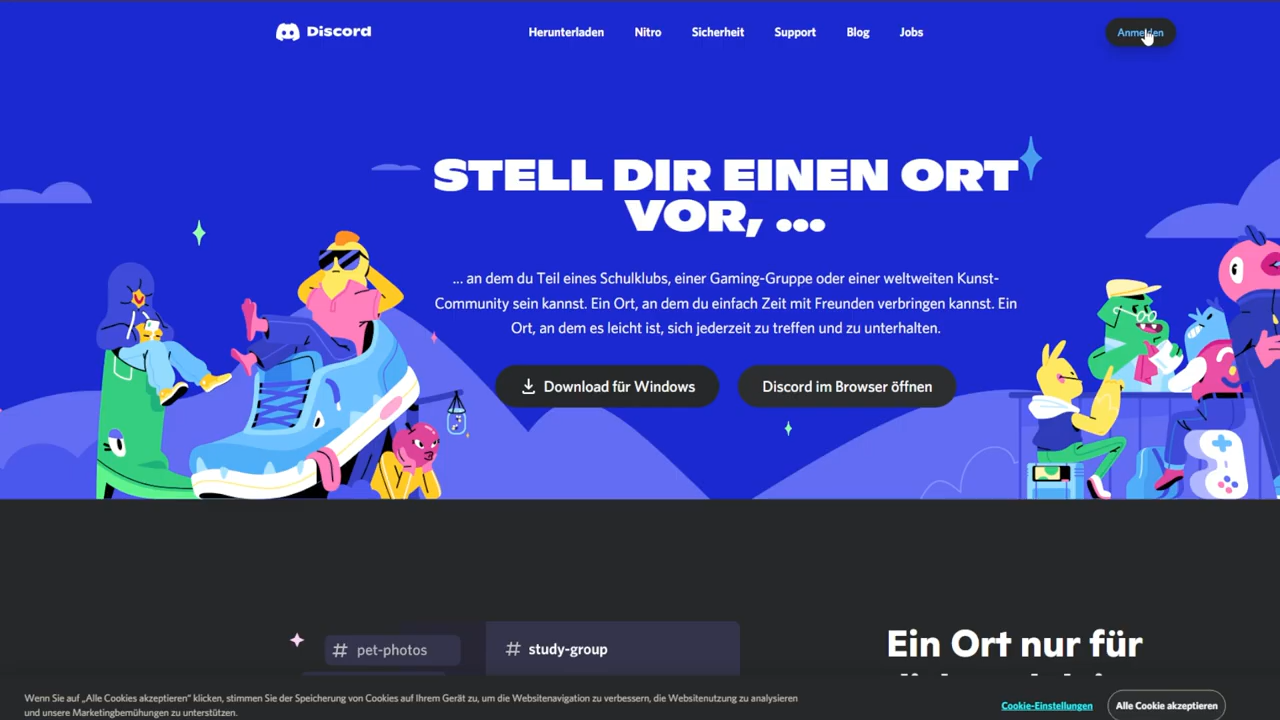 Discord
Herunterladen
Nitro
Sicherheit
Support
Blog
Jobs
Anmelden
STELL DIR EINEN ORT
VOR, ...
... an dem du Teil eines Schulklubs, einer Gaming-Gruppe oder einer weltweiten Kunst-
Community sein kannst. Ein Ort, an dem du einfach Zeit mit Freunden verbringen kannst. Ein
Ort, an dem es leicht ist, sich jederzeit zu treffen und zu unterhalten.
Download für Windows
Discord im Browser öffnen
# pet-photos
# study-group
Ein Ort nur für
Wenn Sie auf „Alle Cookies akzeptieren" klicken, stimmen Sie der Speicherung von Cookies auf Ihrem Gerät zu, um die Websitenavigation zu verbessern, die Websitenutzung zu analysieren
und unsere Marketingbemühungen zu unterstützen.
Cookie-Einstellungen
Alle Cookie akzeptieren